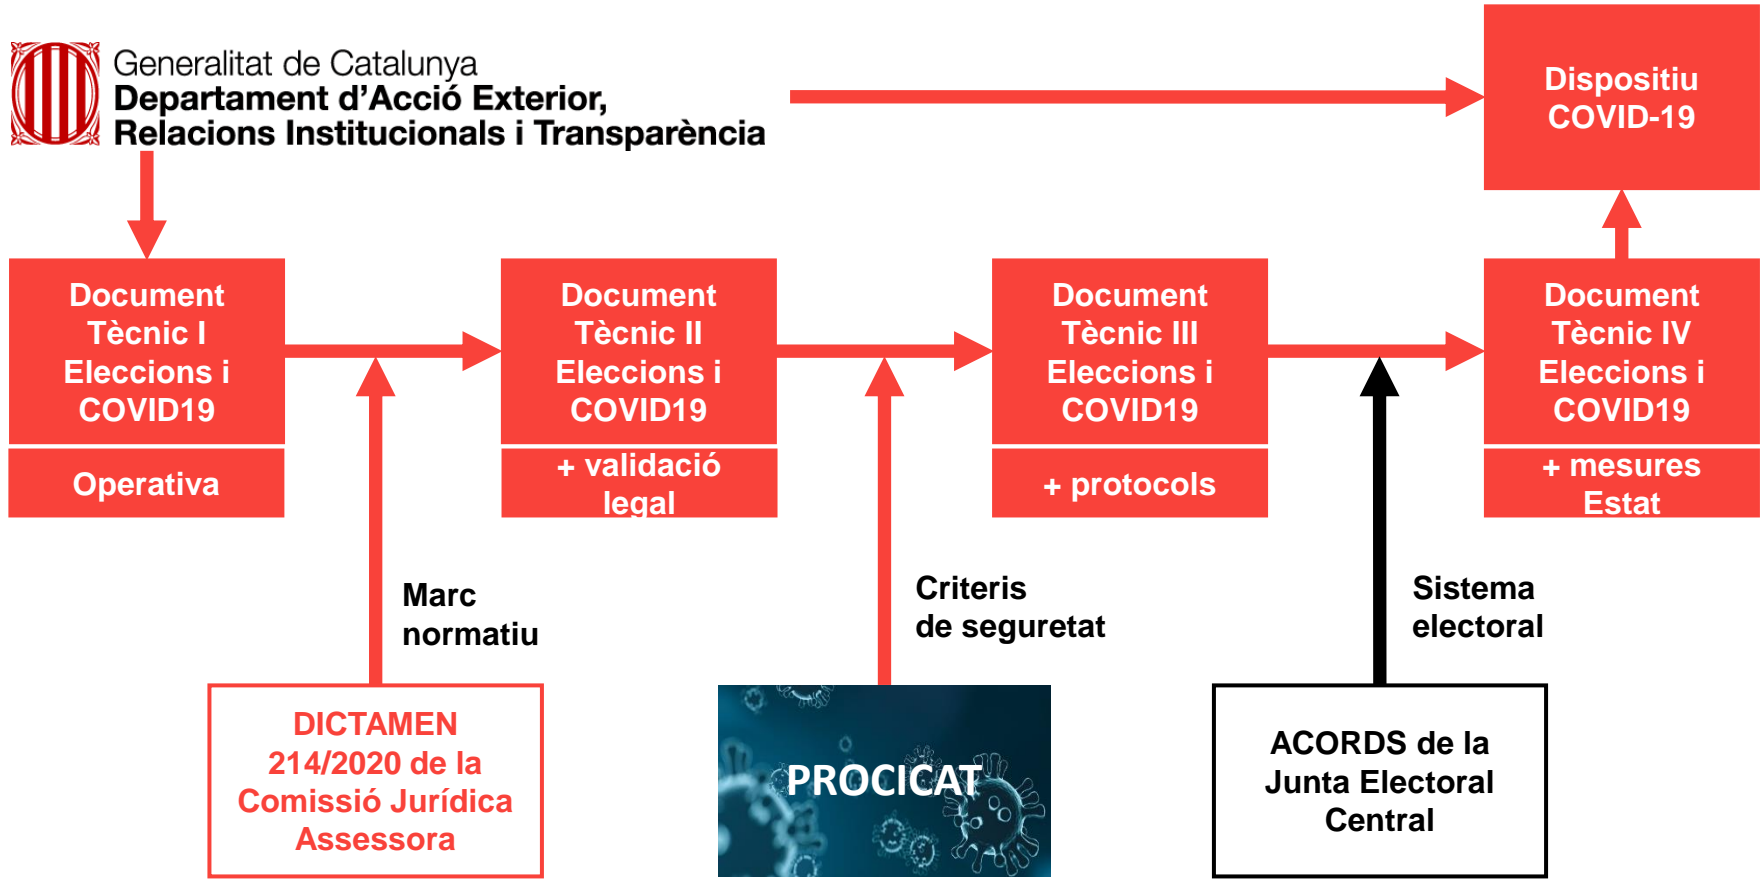 Generalitat de Catalunya
Departament d'Acció Exterior,
Relacions Institucionals i Transparència
Dispositiu
COVID-19
Document
Tècnic I
Eleccions i
COVID19
Operativa
Document
Tècnic II
Eleccions i
COVID19
+ validació
legal
Document
Tècnic III
Eleccions i
COVID19
+ protocols
Document
Tècnic IV
Eleccions i
COVID19
+ mesures
Estat
Marc
normatiu
Criteris
de seguretat
Sistema
electoral
DICTAMEN
214/2020 de la
Comissió Jurídica
Assessora
PROCICAT
ACORDS de la
Junta Electoral
Central